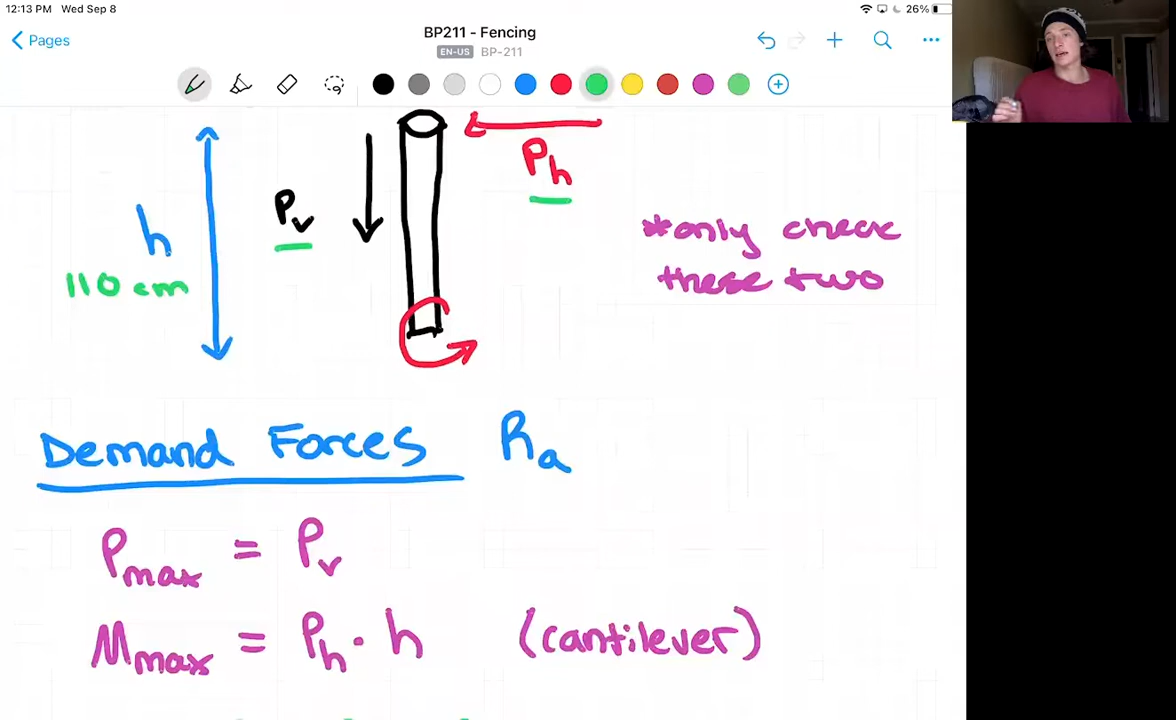 12:13 PM Wed Sep 8
26%
Pages
BP211 - Fencing
EN-US BP-211
Ph
Pv
h
110 cm
*only check
these two
Demand Forces Ra
Pmax = Pv
Mmax = Ph · h (cantilever)